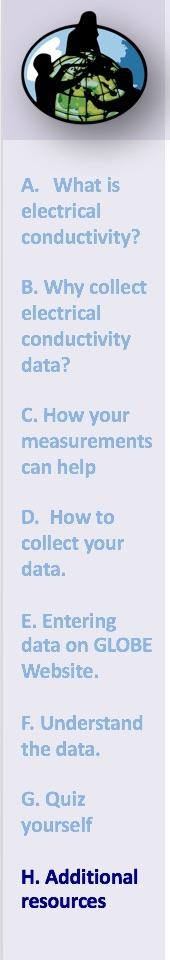 A. What is
electrical
conductivity?
B. Why collect
electrical
conductivity
data?
C. How your
measurements
can help
D. How to
collect your
data.
E. Entering
data on GLOBE
Website.
F. Understand
the data.
G. Quiz
yourself
H. Additional
resources